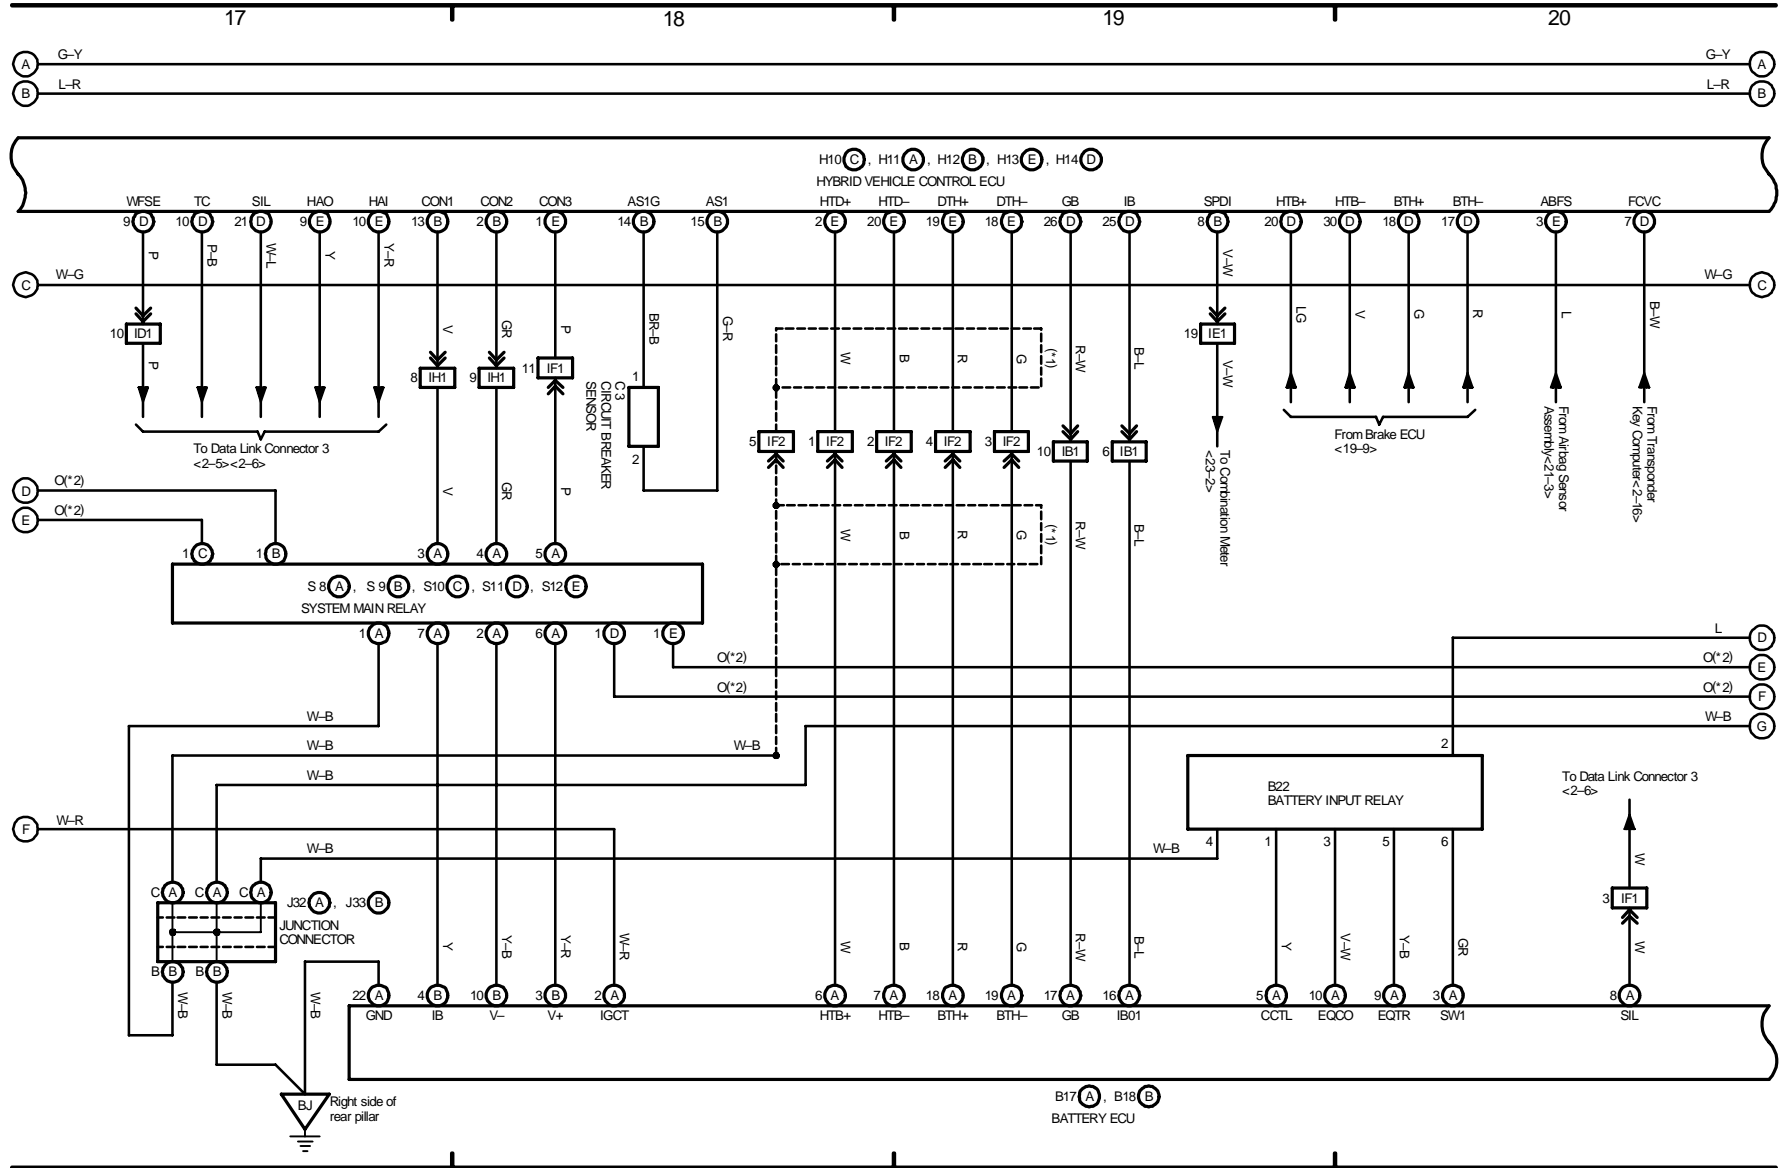 17 18 19 20
A G–Y G–Y A
B L–R L–R B
H10 C , H11 A , H12 B , H13 E , H14 D
HYBRID VEHICLE CONTROL ECU
WFSE TC SIL HAO HAI CON1 CON2 CON3 AS1G AS1 HTD+ HTD– DTH+ DTH– GB IB SPDI HTB+ HTB– BTH+ BTH– ABFS FCVC
9 D 10 D 21 D 9 E 10 E 13 B 2 B 1 E 14 B 15 B 2 E 20 E 19 E 18 E 26 D 25 D 8 B 20 D 30 D 18 D 17 D 3 E 7 D
P P–B W–L Y Y–R V–W
C W–G W–G C
V GR P BR–B G–R LG V G R L B–W
10 ID1 19 IE1
P W B R G (*1) R–W B–L V–W
8 IH1 9 IH1 11 IF1
1
C 3
CIRCUIT BREAKER
SENSOR
2
To Data Link Connector 3
<2–5><2–6>
5 IF2 1 IF2 2 IF2 4 IF2 3 IF2 10 IB1 6 IB1
To Combination Meter
<23–2>
From Brake ECU
<19–9>
From Airbag Sensor
Assembly<21–3>
From Transponder
Key Computer<2–16>
D O(*2)
E O(*2)
V GR P W B R G (*1) R–W B–L
1 C 1 B 3 A 4 A 5 A
S 8 A , S 9 B , S10 C , S11 D , S12 E
SYSTEM MAIN RELAY
1 A 7 A 2 A 6 A 1 D 1 E
L D
O(*2) O(*2) E
O(*2) O(*2) F
W–B W–B G
W–B W–B
W–B
2
B22
BATTERY INPUT RELAY
To Data Link Connector 3
<2–6>
F W–R
4 1 3 5 6
W–B W–B
W
C A C A C A
J32 A , J33 B
JUNCTION
CONNECTOR
3 IF1
B B B B
Y Y–B Y–R W–R W B R G R–W B–L Y V–W Y–B GR W
W–B W–B W–B
22 A 4 B 10 B 3 B 2 A 6 A 7 A 18 A 19 A 17 A 16 A 5 A 10 A 9 A 3 A 8 A
GND IB V– V+ IGCT HTB+ HTB– BTH+ BTH– GB IB01 CCTL EQCO EQTR SW1 SIL
BJ
Right side of
rear pillar
B17 A , B18 B
BATTERY ECU